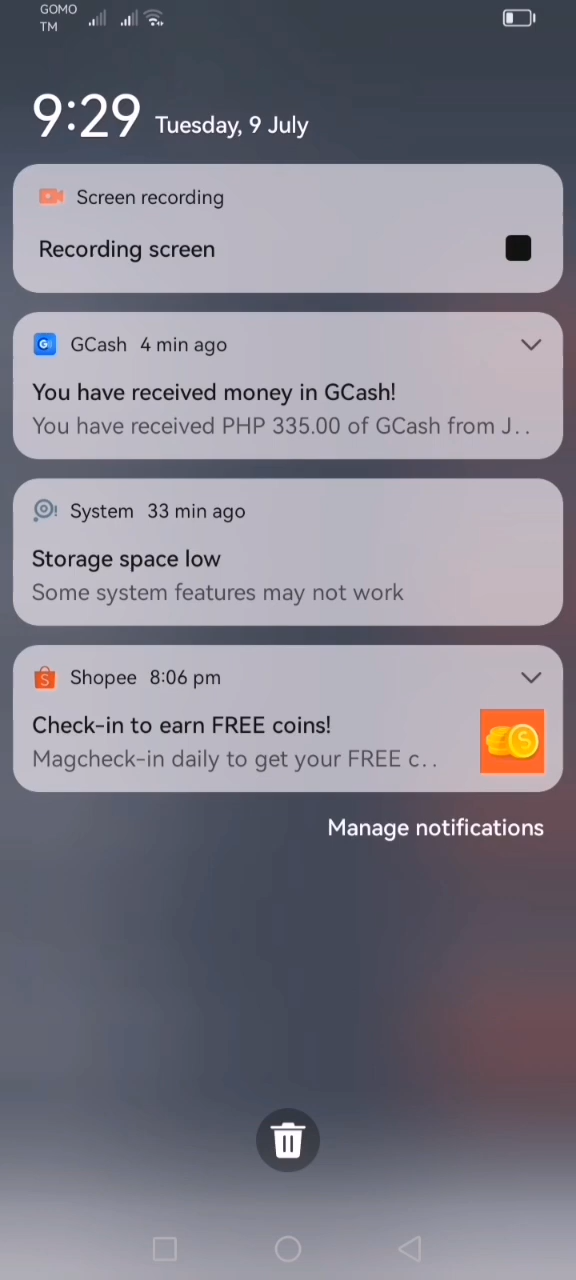 GOMO
TM
9:29 Tuesday, 9 July
Screen recording
Recording screen
GCash 4 min ago
You have received money in GCash!
You have received PHP 335.00 of GCash from J..
System 33 min ago
Storage space low
Some system features may not work
Shopee 8:06 pm
Check-in to earn FREE coins!
Magcheck-in daily to get your FREE c..
Manage notifications